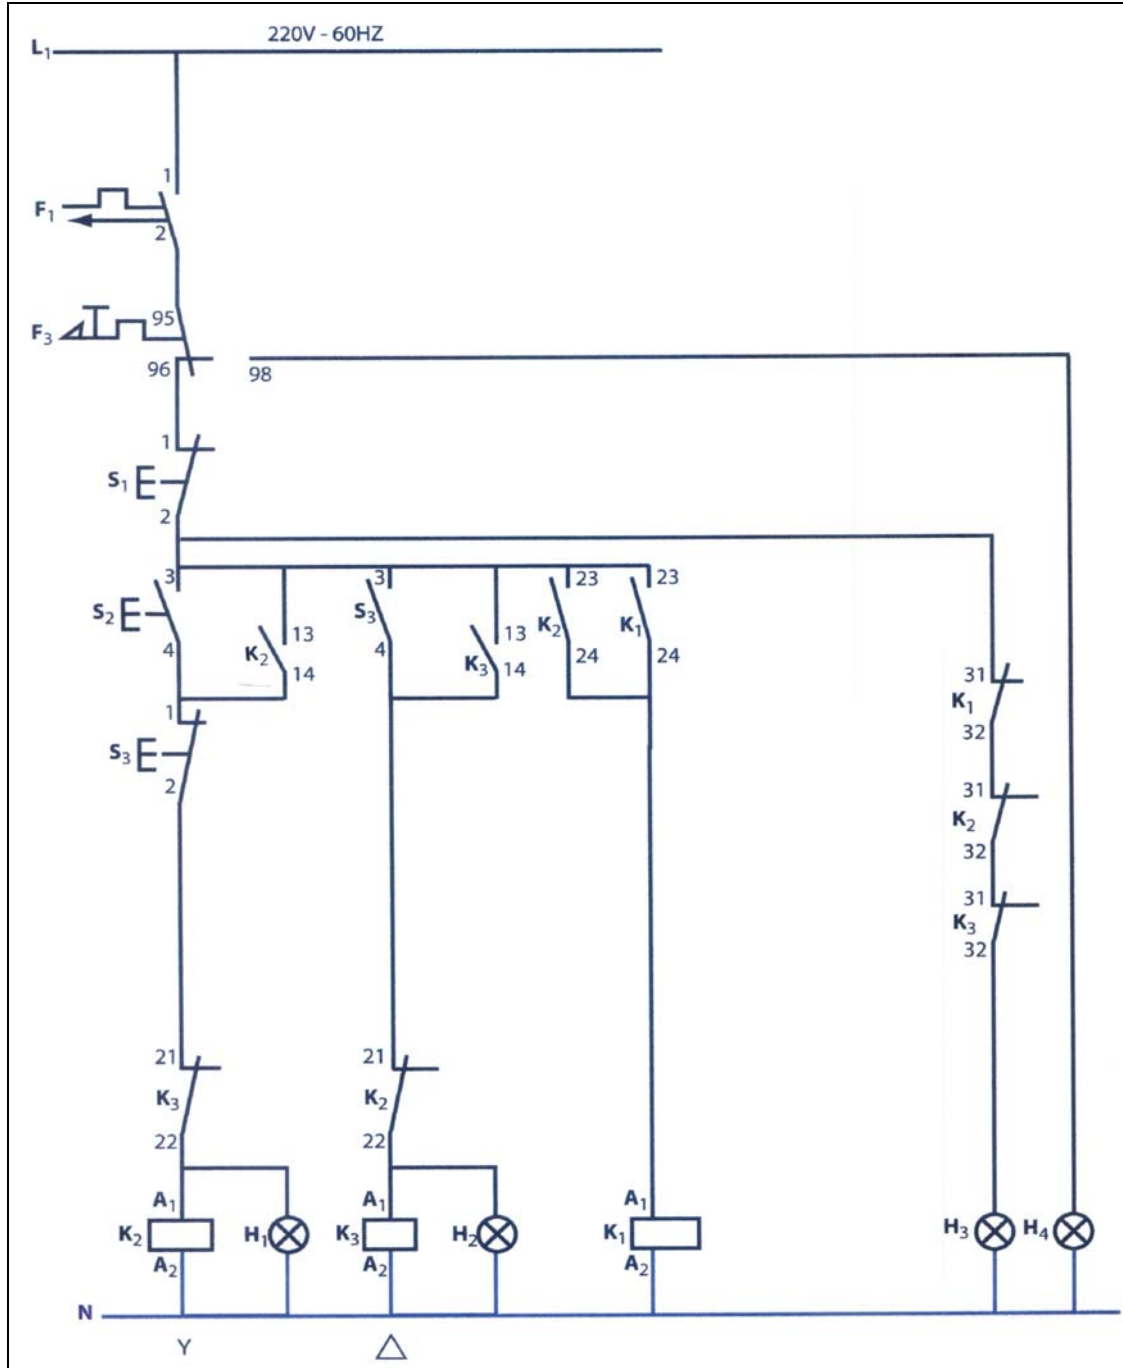 220V - 60HZ
L1
1
F1
2
95
F3
96 98
1
S1
2
3 3 23 23
S2 S3 K2 K1
13 13
4 K2 4 24 24
14 K3 14
1
S3
2
31
K1
32
31
K2
32
31
K3
32
21 21
K3 K2
22 22
A1 A1 A1
K2 H1 K3 H2 K1 H3 H4
A2 A2 A2
N
Y △